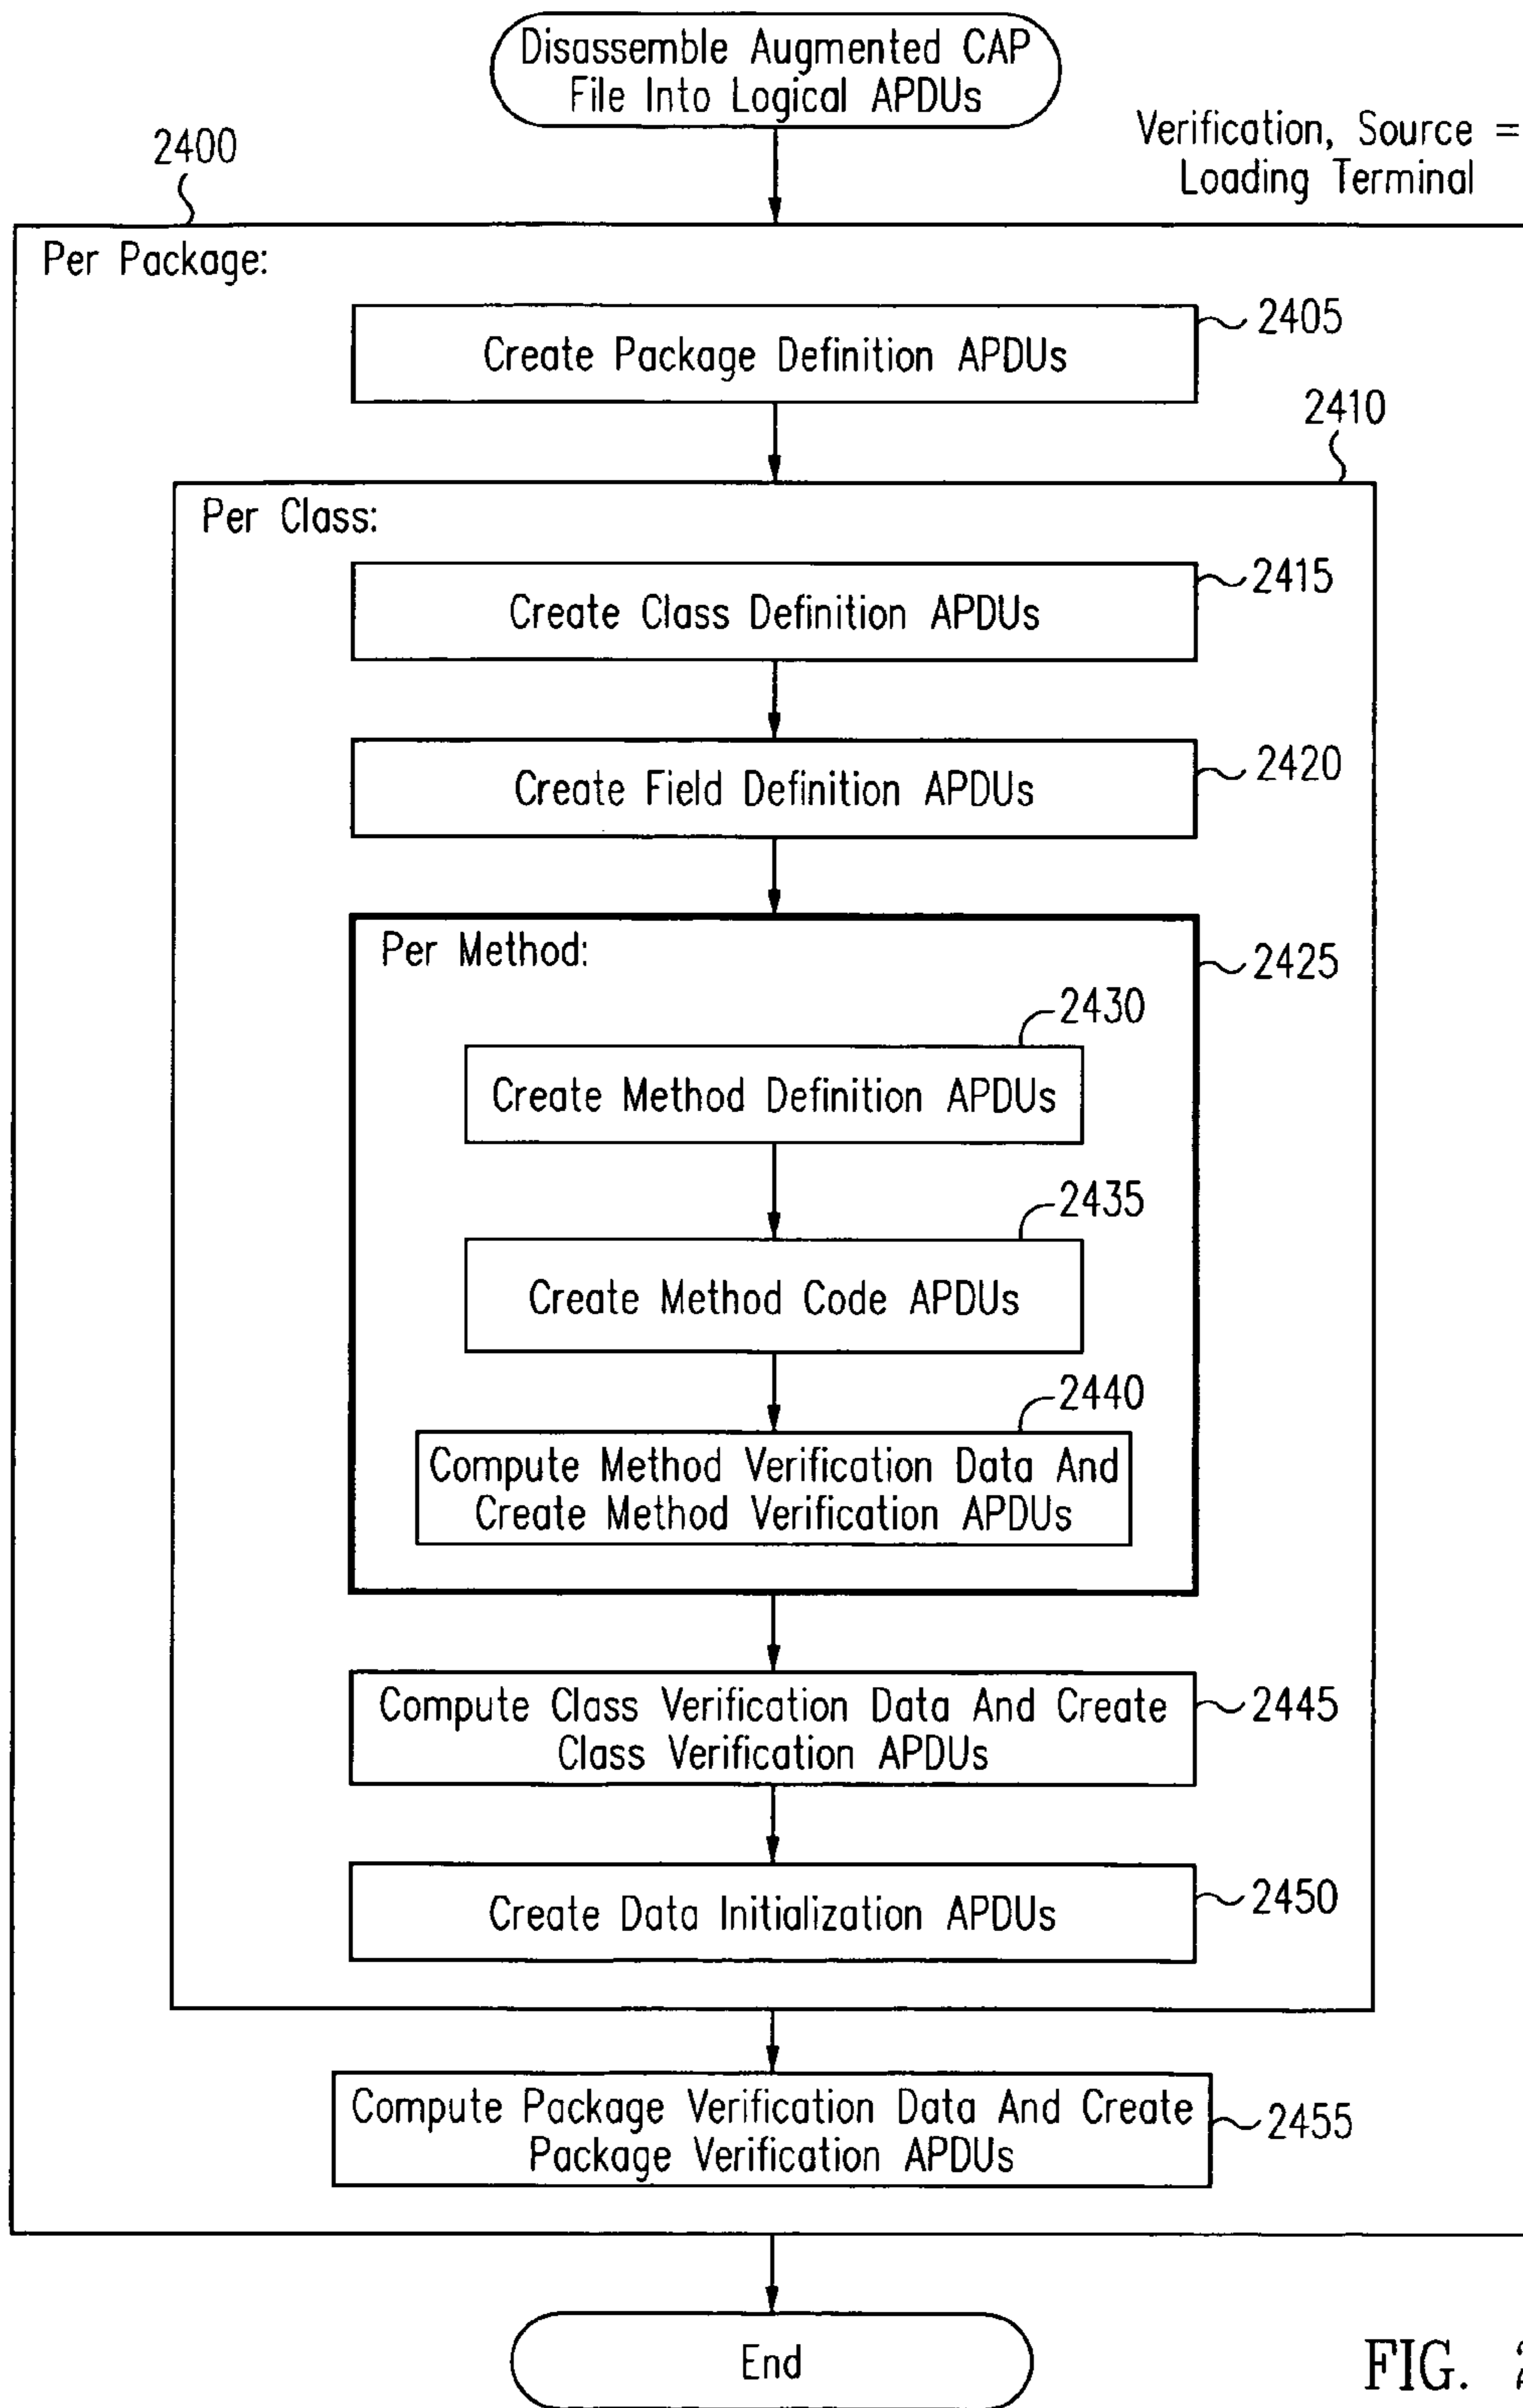 Disassemble Augmented CAP
File Into Logical APDUs
Verification, Source =
Loading Terminal
2400
Per Package:
2405
Create Package Definition APDUs
2410
Per Class:
2415
Create Class Definition APDUs
2420
Create Field Definition APDUs
Per Method:
2425
2430
Create Method Definition APDUs
2435
Create Method Code APDUs
2440
Compute Method Verification Data And
Create Method Verification APDUs
Compute Class Verification Data And Create
Class Verification APDUs
2445
Create Data Initialization APDUs
2450
Compute Package Verification Data And Create
Package Verification APDUs
2455
End
FIG.